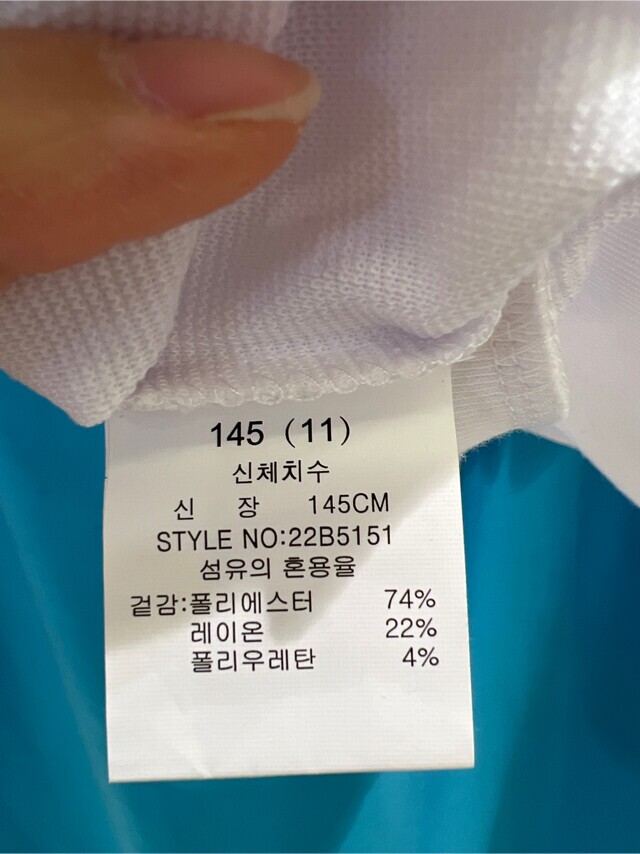 145 (11)
신체치수
신 장 145CM
STYLE NO:22B5151
섬유의 혼용율
겉감:폴리에스터 74%
레이온 22%
폴리우레탄 4%